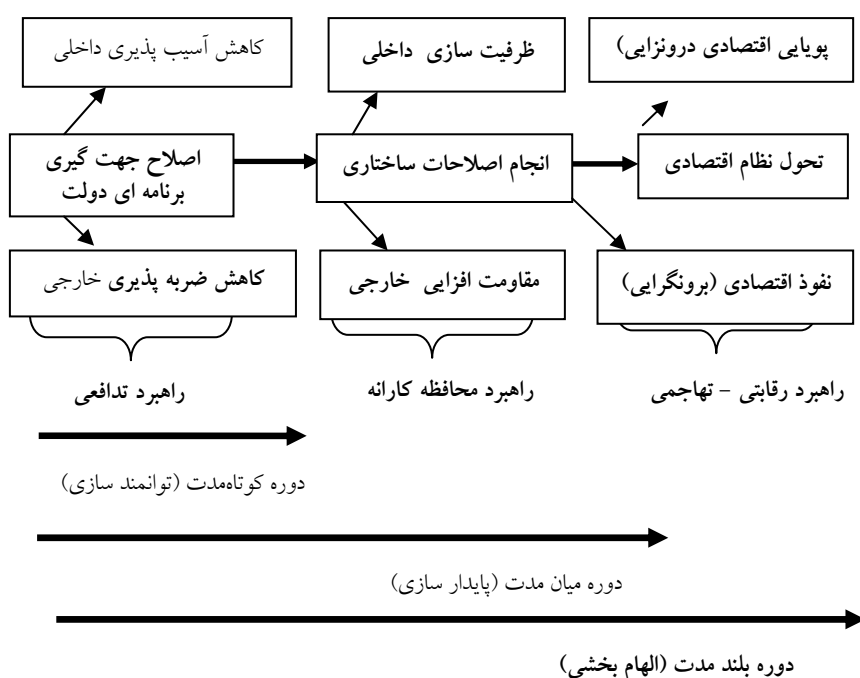 کاهش آسیب پذیری داخلی
ظرفیت سازی داخلی
پویایی اقتصادی درونزایی)
اصلاح جهت گیری
برنامه ای دولت
انجام اصلاحات ساختاری
تحول نظام اقتصادی
کاهش ضربه پذیری خارجی
مقاومت افزایی خارجی
نفوذ اقتصادی (برونگرایی)
راهبرد تدافعی
راهبرد محافظه کارانه
راهبرد رقابتی – تهاجمی
دوره کوتاه‌مدت (توانمند سازی)
دوره میان مدت (پایدار سازی)
دوره بلند مدت (الهام بخشی)